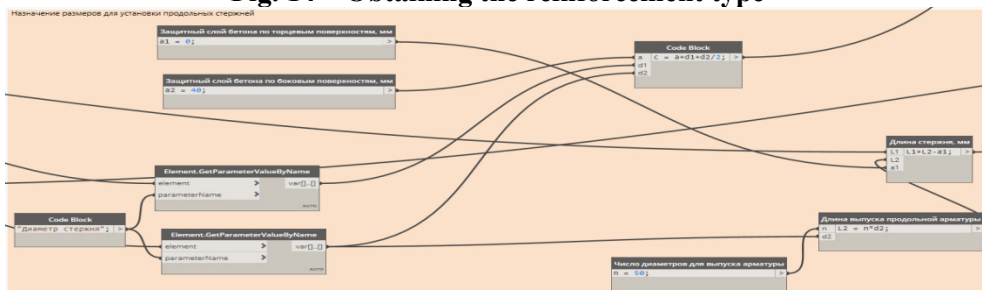 Fig. 14 – Obtaining the reinforcement type
Назначение размеров для установки продольных стержней
Защитный слой бетона по торцевым поверхностям, мм
a1 = 0; >
Защитный слой бетона по боковым поверхностям, мм
a2 = 40; >
Code Block
a c = a+d1+d2/2; >
d1
d2
Длина стержня, мм
L1 L1+L2-a1; >
L2
a1
Element.GetParameterValueByName
element > var[]..[]
parameterName >
AUTO
Code Block
"Диаметр стержня"; >
Element.GetParameterValueByName
element > var[]..[]
parameterName >
AUTO
Длина выпуска продольной арматуры
n L2 = n*d2; >
d2
Число диаметров для выпуска арматуры
n = 50; >